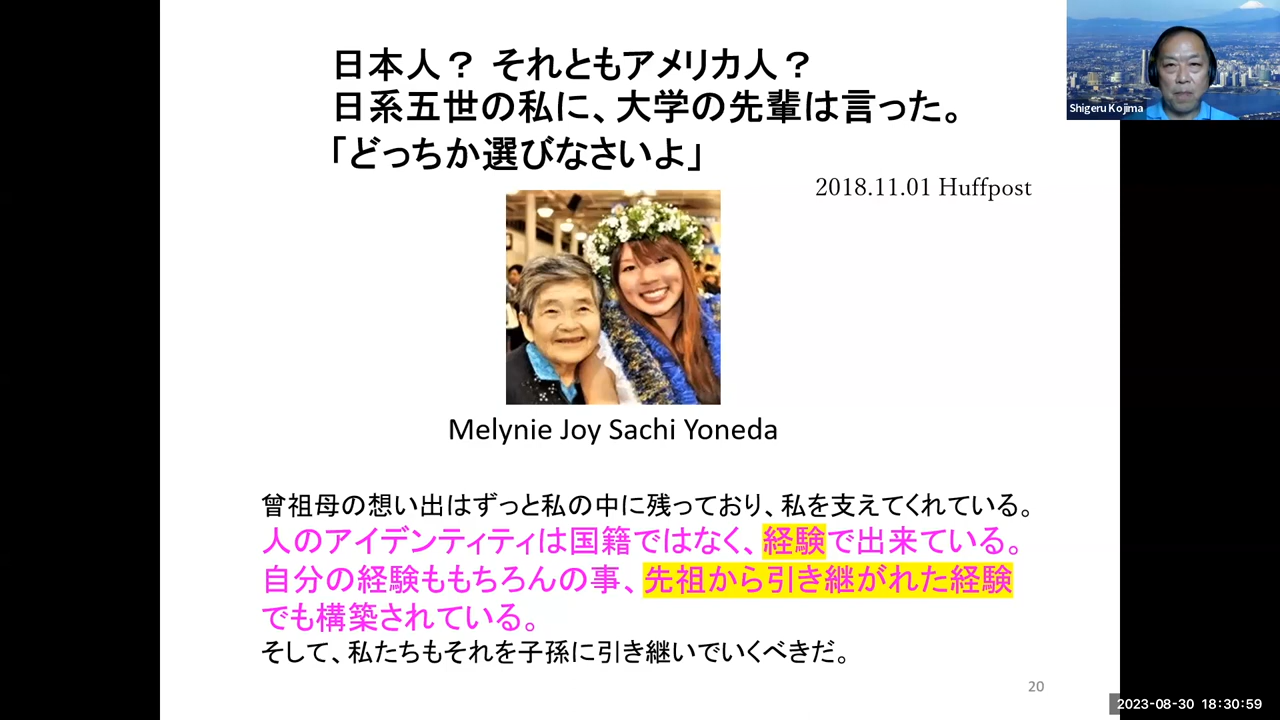 日本人？ それともアメリカ人？
日系五世の私に、大学の先輩は言った。
「どっちか選びなさいよ」
2018.11.01 Huffpost
Shigeru Kojima
Melynie Joy Sachi Yoneda
曾祖母の想い出はずっと私の中に残っており、私を支えてくれている。
人のアイデンティティは国籍ではなく、経験で出来ている。
自分の経験ももちろんの事、先祖から引き継がれた経験
でも構築されている。
そして、私たちもそれを子孫に引き継いでいくべきだ。
20
2023-08-30 18:30:59